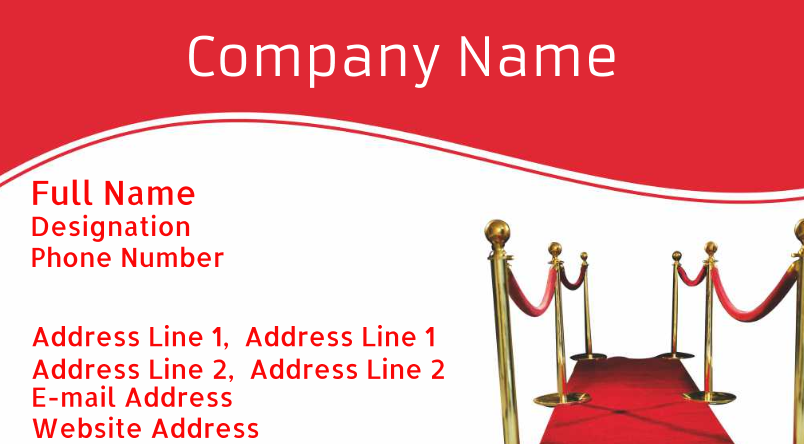 Company Name
Full Name
Designation
Phone Number
Address Line 1,  Address Line 1
Address Line 2,  Address Line 2
E-mail Address
Website Address